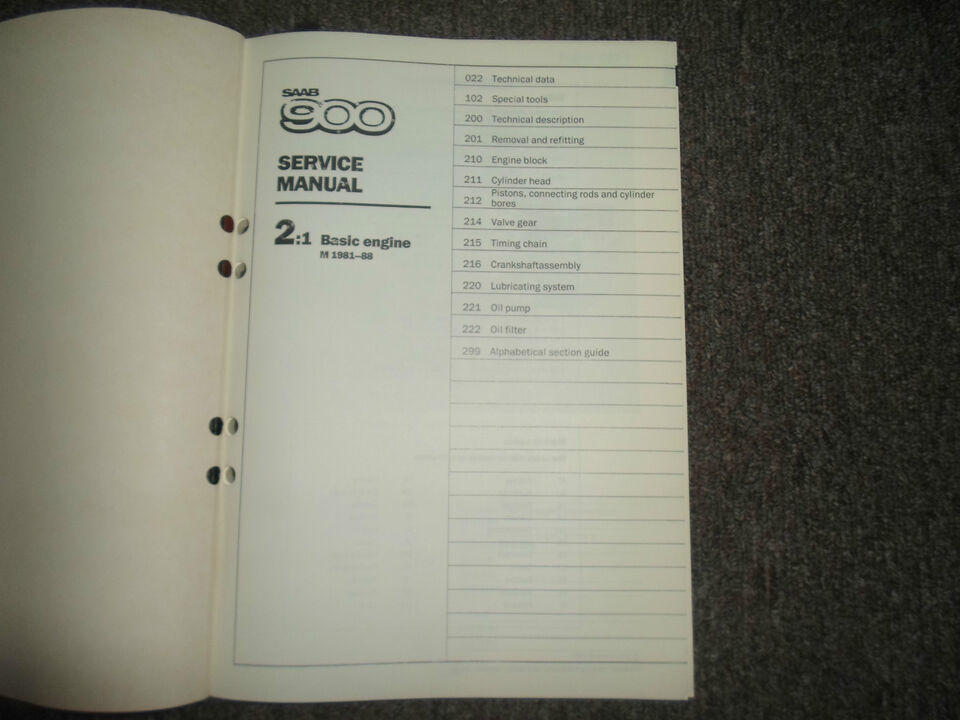 SAAB
900
SERVICE
MANUAL
2:1 Basic engine
M 1981–88
022 Technical data
102 Special tools
200 Technical description
201 Removal and refitting
210 Engine block
211 Cylinder head
212 Pistons, connecting rods and cylinder
bores
214 Valve gear
215 Timing chain
216 Crankshaftassembly
220 Lubricating system
221 Oil pump
222 Oil filter
299 Alphabetical section guide